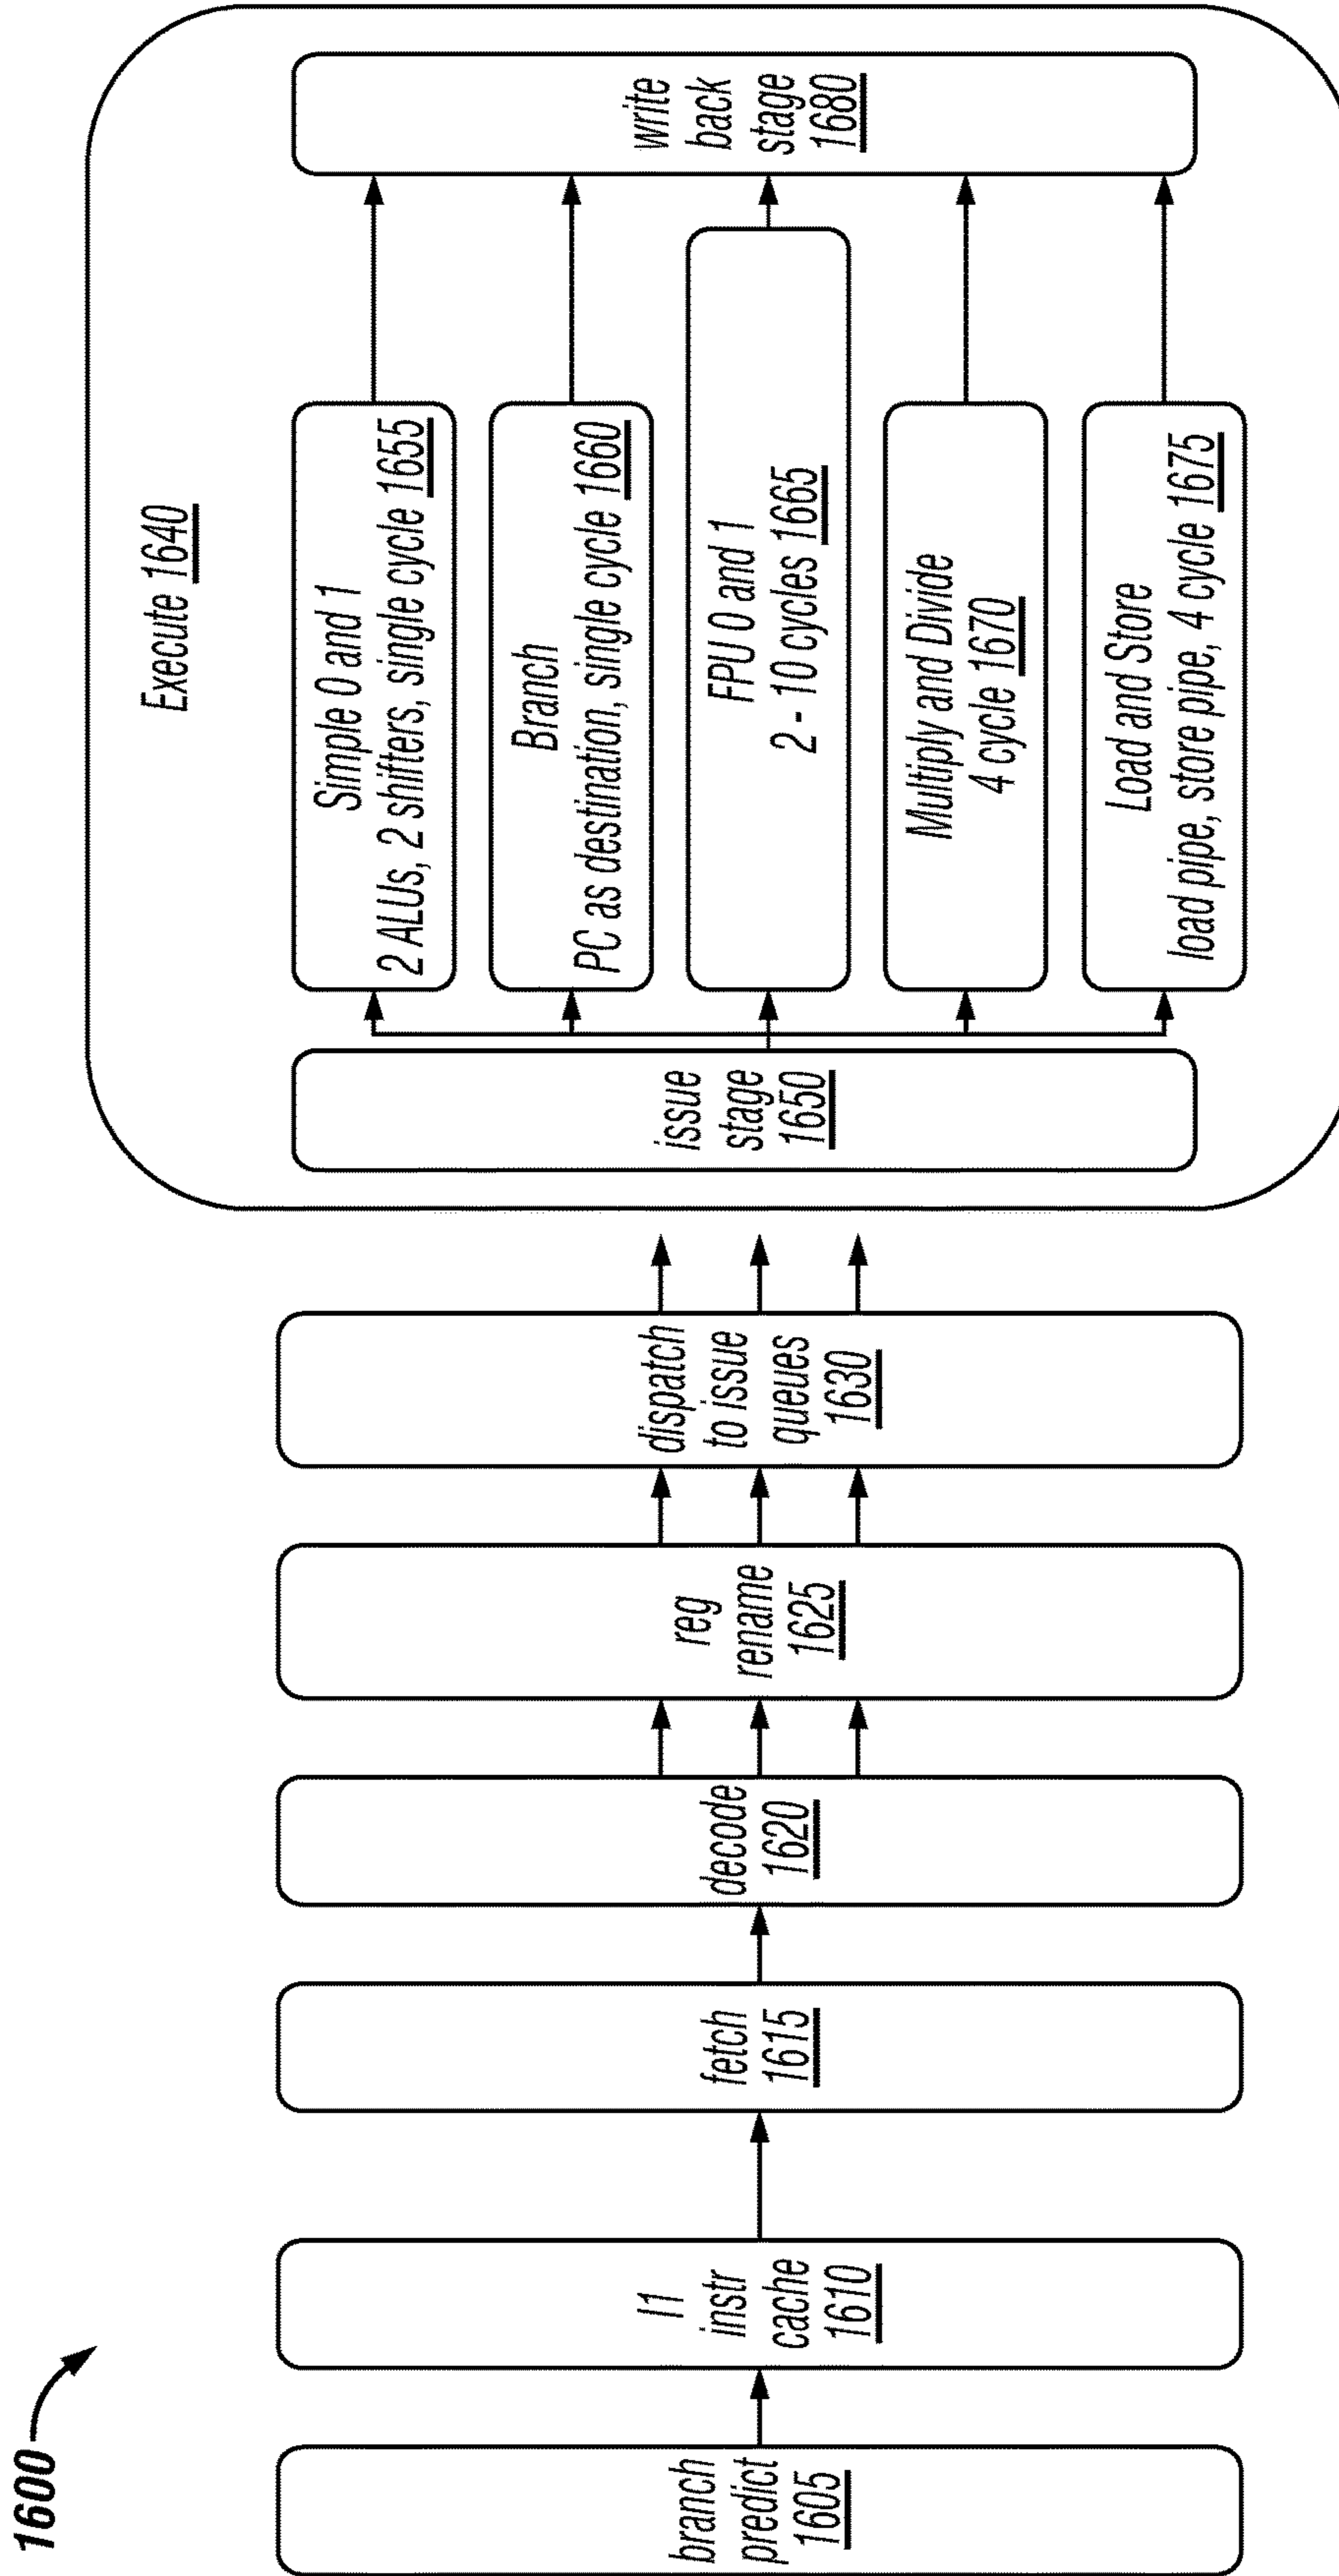 1600
branch
predict
1605
I1
instr
cache
1610
fetch
1615
decode
1620
reg
rename
1625
dispatch
to issue
queues
1630
Execute 1640
issue
stage
1650
Simple 0 and 1
2 ALUs, 2 shifters, single cycle 1655
Branch
PC as destination, single cycle 1660
FPU 0 and 1
2 - 10 cycles 1665
Multiply and Divide
4 cycle 1670
Load and Store
load pipe, store pipe, 4 cycle 1675
write
back
stage
1680